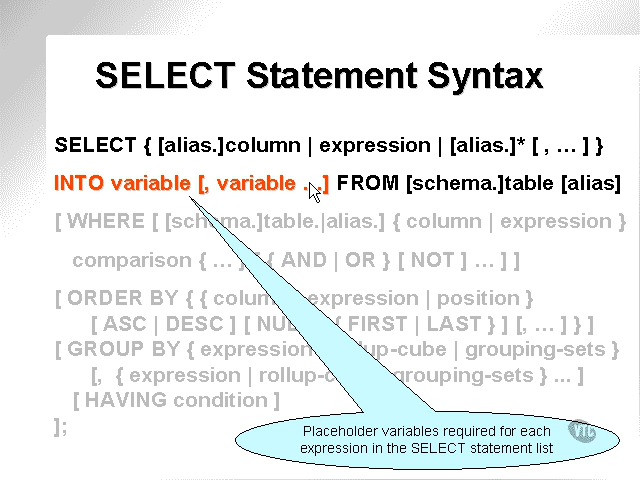 SELECT Statement Syntax
SELECT { [alias.]column | expression | [alias.]* [ , … ] }
INTO variable [, variable …] FROM [schema.]table [alias]
[ WHERE [ [schema.]table.|alias.] { column | expression }
comparison { … } [ { AND | OR } [ NOT ] … ] ]
[ ORDER BY { { column | expression | position }
[ ASC | DESC ] [ { FIRST | LAST } ] [, … ] } ]
[ GROUP BY { expression | rollup-cube | grouping-sets }
[, { expression | rollup-cube | grouping-sets } ... ]
[ HAVING condition ]
];
Placeholder variables required for each
expression in the SELECT statement list
VTC